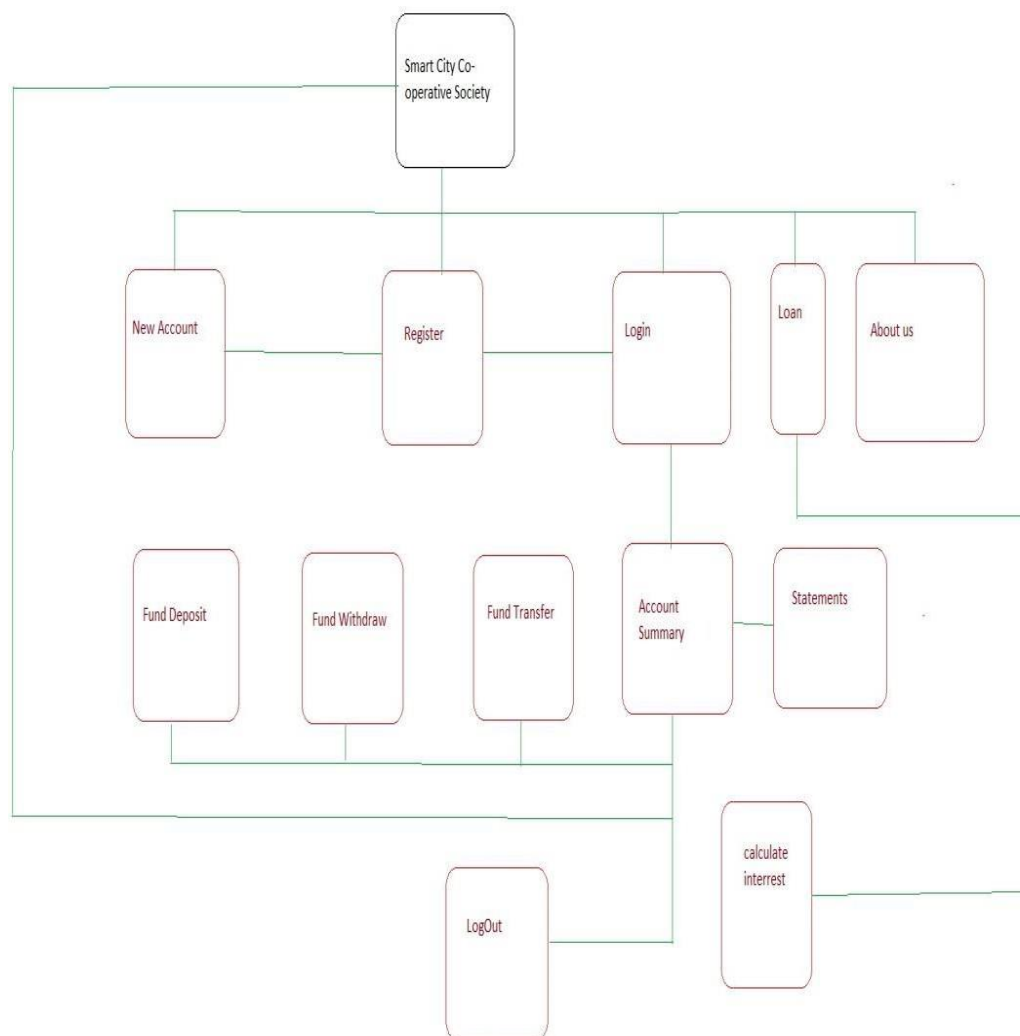 Smart City Co-
operative Society
New Account
Register
Login
Loan
About us
Fund Deposit
Fund Withdraw
Fund Transfer
Account
Summary
Statements
calculate
interrest
LogOut